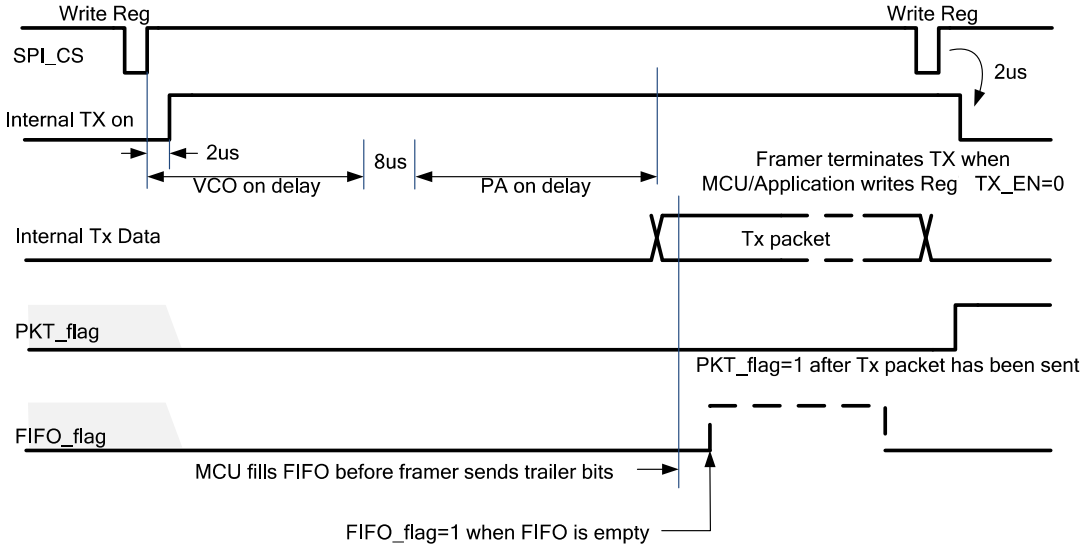 Write Reg
Write Reg
SPI_CS
2us
Internal TX on
2us
8us
VCO on delay
PA on delay
Framer terminates TX when
MCU/Application writes Reg TX_EN=0
Internal Tx Data
Tx packet
PKT_flag
PKT_flag=1 after Tx packet has been sent
FIFO_flag
MCU fills FIFO before framer sends trailer bits
FIFO_flag=1 when FIFO is empty